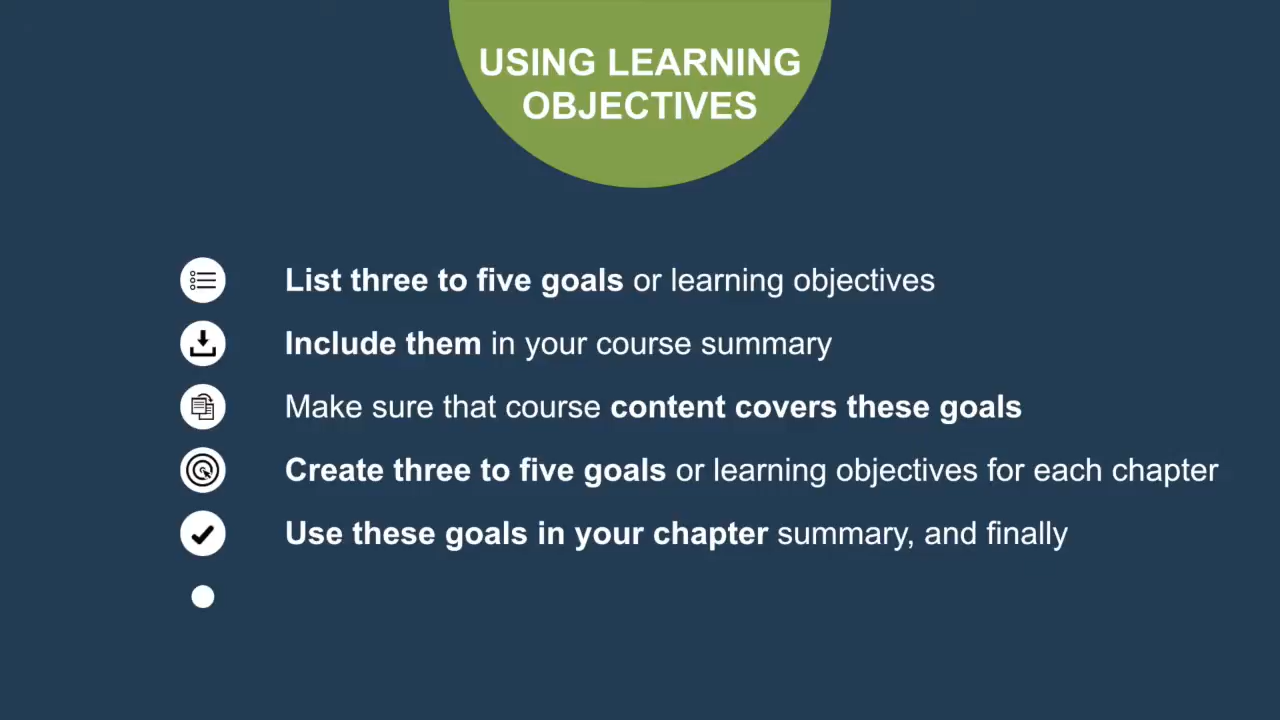 USING LEARNING
OBJECTIVES
List three to five goals or learning objectives
Include them in your course summary
Make sure that course content covers these goals
Create three to five goals or learning objectives for each chapter
Use these goals in your chapter summary, and finally